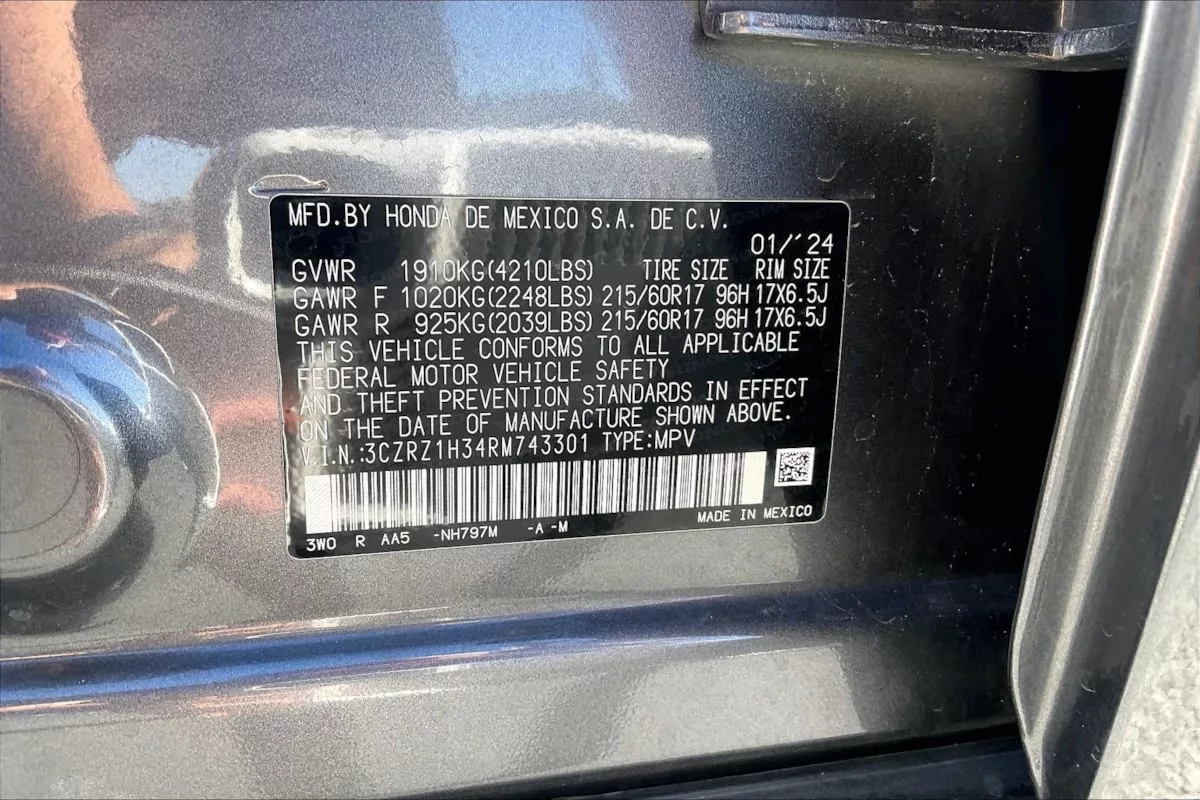 MFD.BY HONDA DE MEXICO S.A. DE C.V.
01/'24
GVWR 1910KG(4210LBS) TIRE SIZE RIM SIZE
GAWR F 1020KG(2248LBS) 215/60R17 96H 17X6.5J
GAWR R 925KG(2039LBS) 215/60R17 96H 17X6.5J
THIS VEHICLE CONFORMS TO ALL APPLICABLE
FEDERAL MOTOR VEHICLE SAFETY
AND THEFT PREVENTION STANDARDS IN EFFECT
ON THE DATE OF MANUFACTURE SHOWN ABOVE.
V.I.N.:3CZRZ1H34RM743301 TYPE:MPV
3W0 R AA5 -NH797M -A -M MADE IN MEXICO